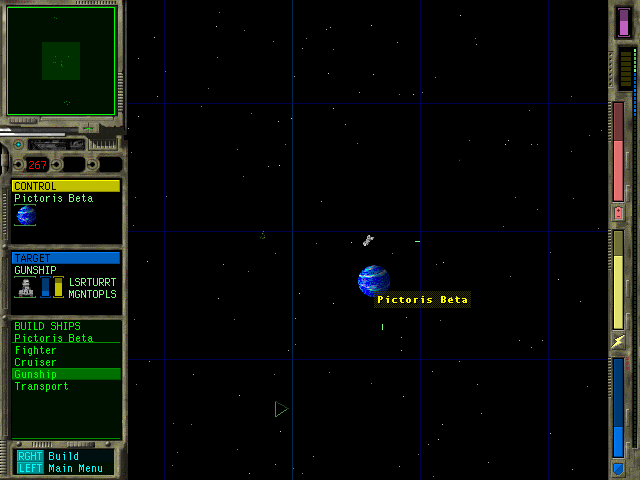 267
CONTROL
Pictoris Beta
TARGET
GUNSHIP
LSRTURRT
MGNTOPLS
BUILD SHIPS
Pictoris Beta
Fighter
Cruiser
Gunship
Transport
RGHT Build
LEFT Main Menu
Pictoris Beta